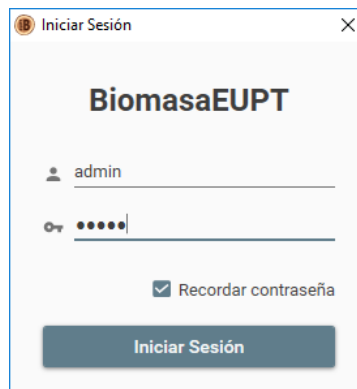 Iniciar Sesión
BiomasaEUPT
admin
•••••
Recordar contraseña
Iniciar Sesión